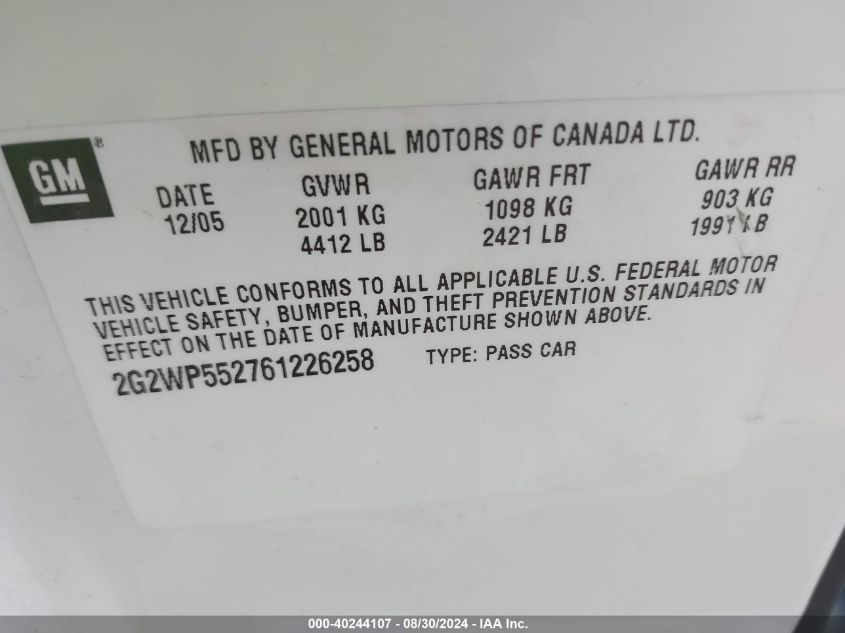 GM®
MFD BY GENERAL MOTORS OF CANADA LTD.
DATE GVWR GAWR FRT GAWR RR
12/05 2001 KG 1098 KG 903 KG
4412 LB 2421 LB 1991 LB
THIS VEHICLE CONFORMS TO ALL APPLICABLE U.S. FEDERAL MOTOR
VEHICLE SAFETY, BUMPER, AND THEFT PREVENTION STANDARDS IN
EFFECT ON THE DATE OF MANUFACTURE SHOWN ABOVE.
2G2WP552761226258 TYPE: PASS CAR
000-40244107 - 08/30/2024 - IAA Inc.